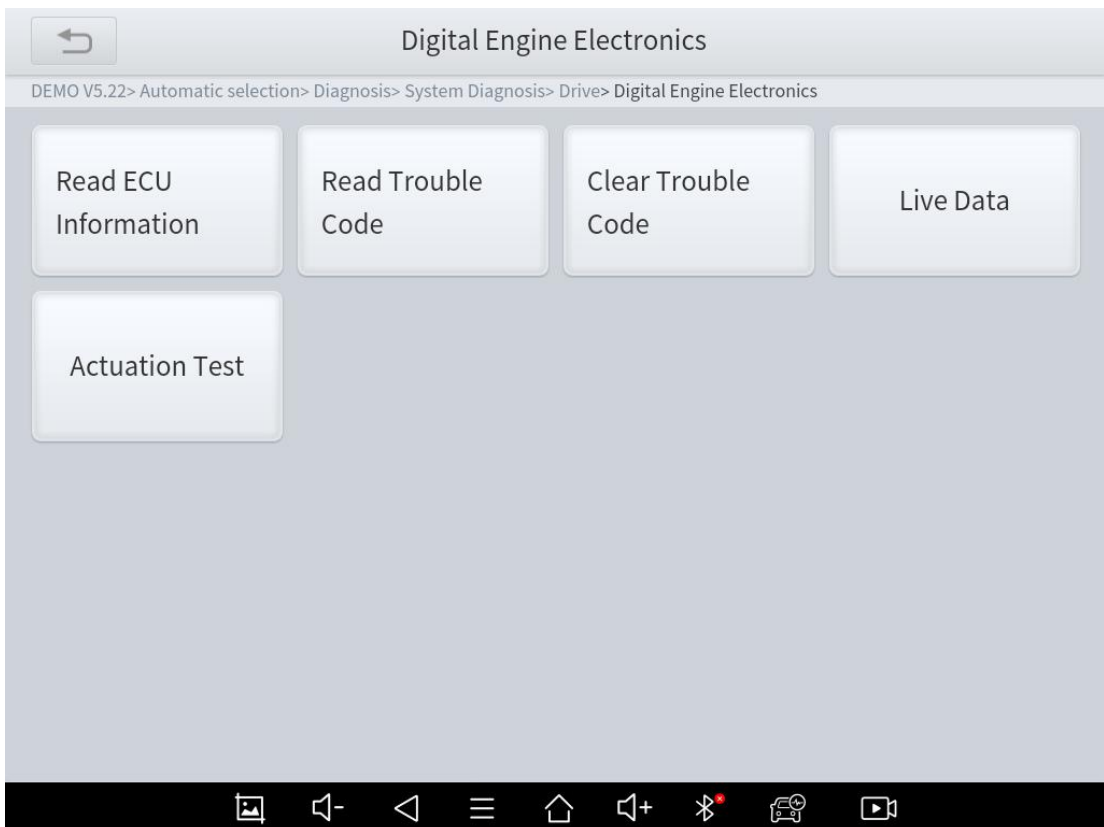 Digital Engine Electronics
DEMO V5.22> Automatic selection> Diagnosis> System Diagnosis> Drive> Digital Engine Electronics
Read ECU
Information
Read Trouble
Code
Clear Trouble
Code
Live Data
Actuation Test